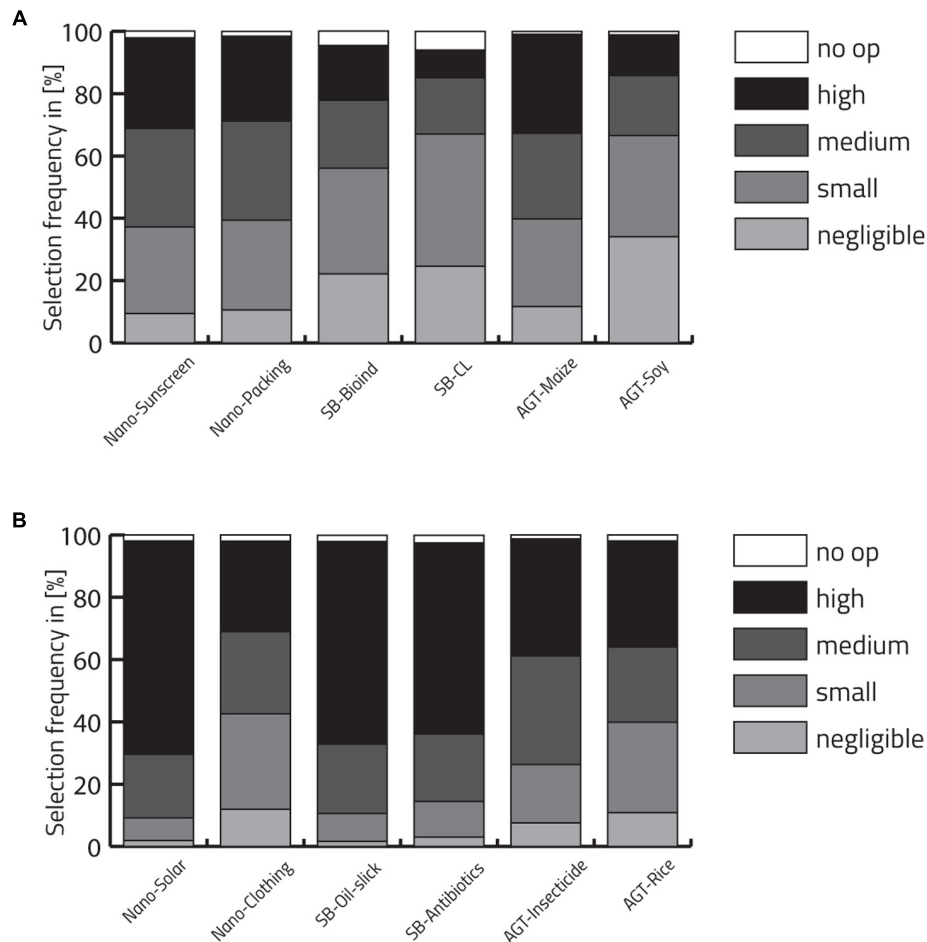 A
Selection frequency in [%]
100
80
60
40
20
0
Nano-Sunscreen
Nano-Packing
SB-Bioind
SB-CL
AGT-Maize
AGT-Soy
no op
high
medium
small
negligible
B
Selection frequency in [%]
100
80
60
40
20
0
Nano-Solar
Nano-Clothing
SB-Oil-slick
SB-Antibiotics
AGT-Insecticide
AGT-Rice
no op
high
medium
small
negligible